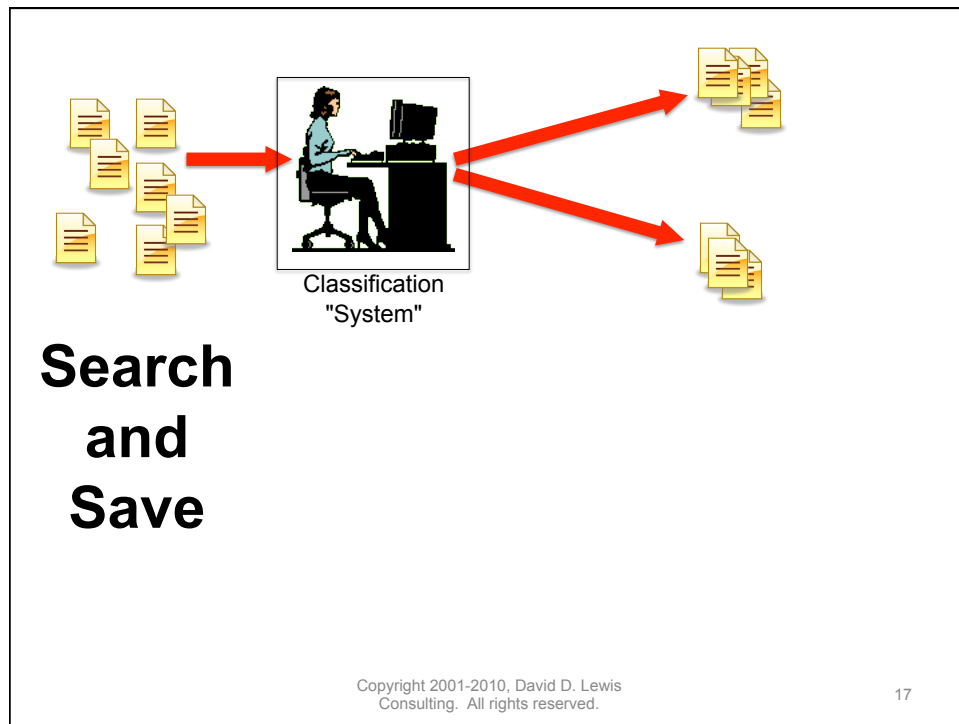 Classification
"System"
Search
and
Save
Copyright 2001-2010, David D. Lewis
Consulting.  All rights reserved.
17